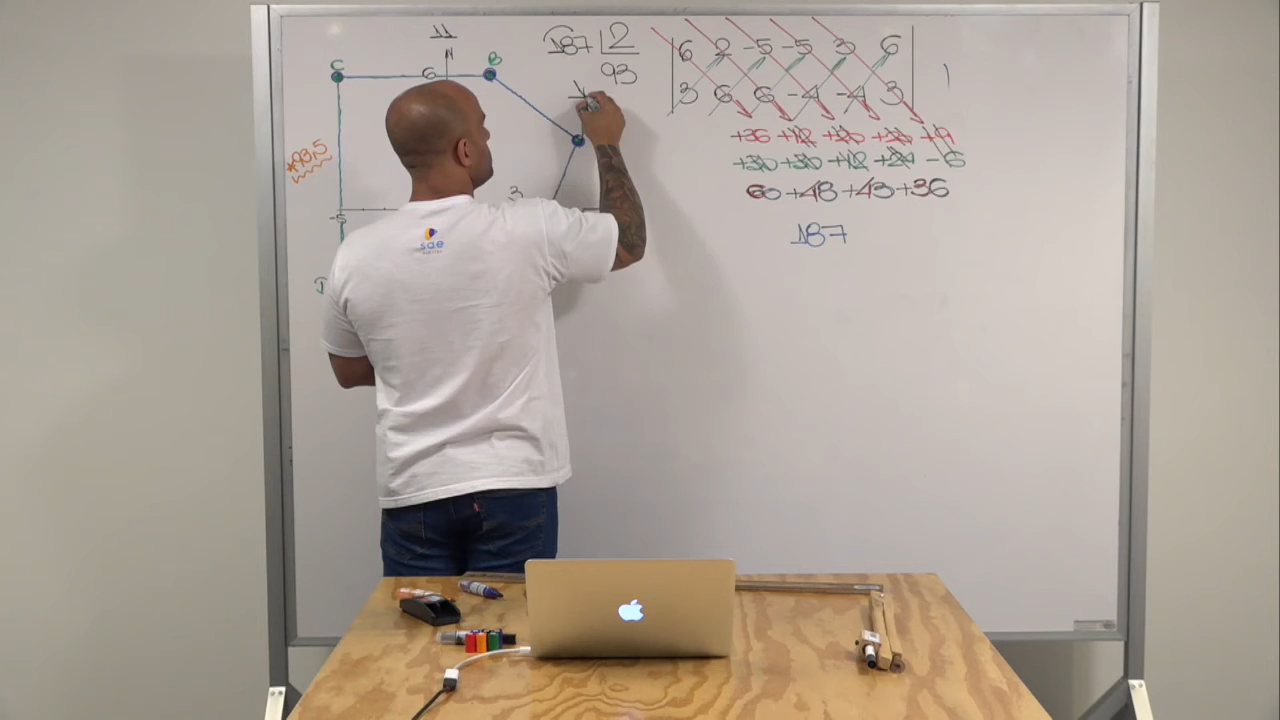 11
N
C
6
B
*93,5
-5
3
D
187 2
93
1
6 2 -5 -5 3 6
3 6 6 -4 -4 3
+36 +12 +20 +20 +9
+30 +30 +12 +24 -6
60 +48 +43 +36
187
sae
DIGITAL